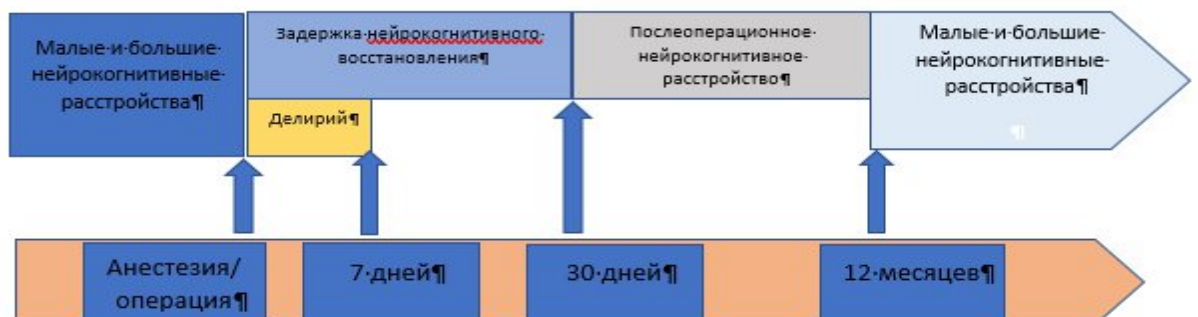 Малые·и·большие·
нейрокогнитивные·
расстройства¶
Задержка·нейрокогнитивного·
восстановления¶
Делирий¶
Послеоперационное·
нейрокогнитивное·
расстройство¶
Малые·и·большие·
нейрокогнитивные·
расстройства¶
¶
Анестезия/
операция¶
7·дней¶
30·дней¶
12·месяцев¶